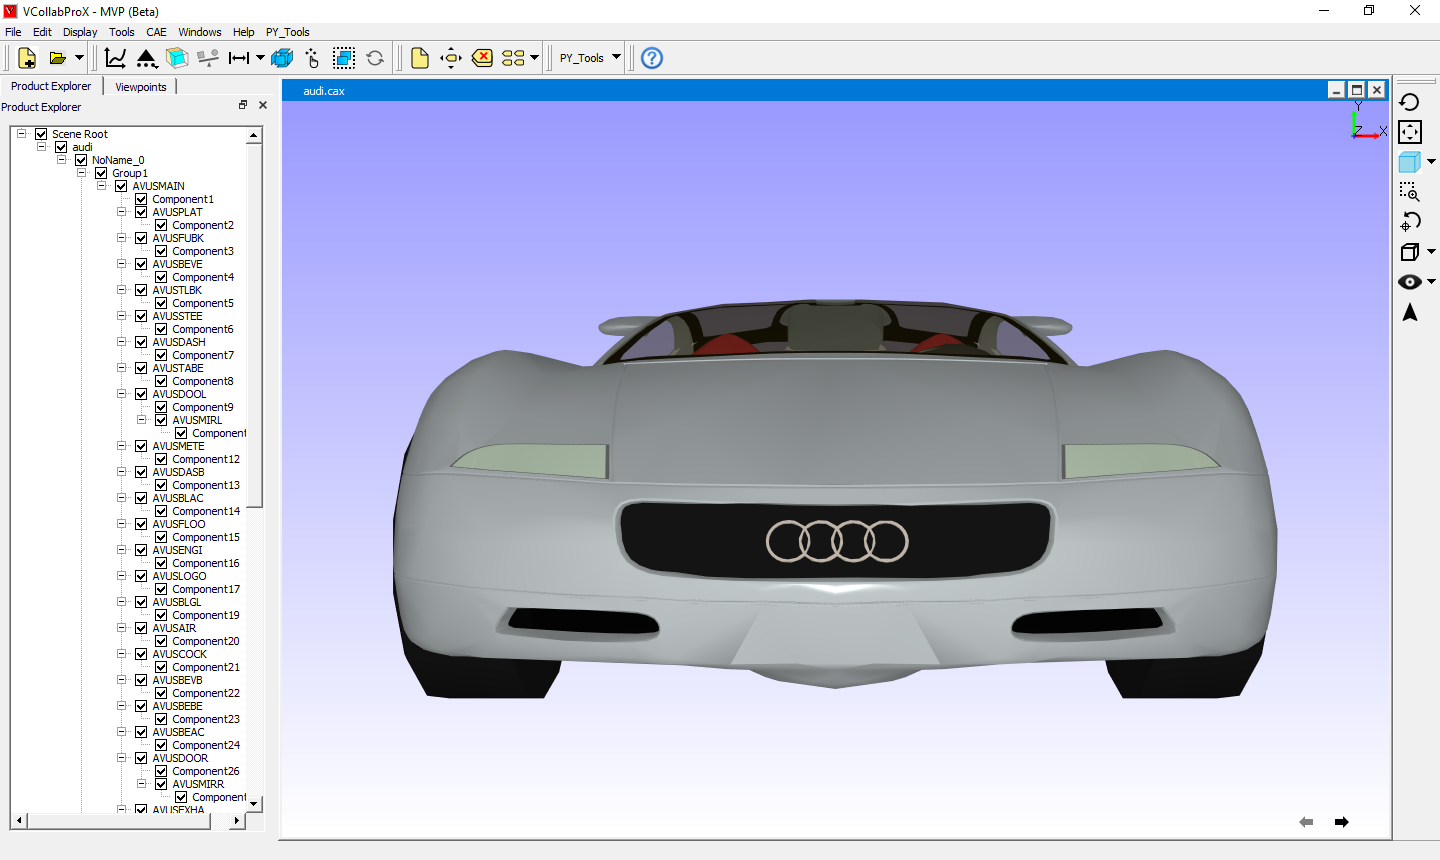 VCollabProX - MVP (Beta)
File Edit Display Tools CAE Windows Help PY_Tools
PY_Tools
Product Explorer Viewpoints
Product Explorer
Scene Root
audi
NoName_0
Group1
AVUSMAIN
Component1
AVUSPLAT
Component2
AVUSFUBK
Component3
AVUSBEVE
Component4
AVUSTLBK
Component5
AVUSSTEE
Component6
AVUSDASH
Component7
AVUSTABE
Component8
AVUSDOOL
Component9
AVUSMIRL
Component
AVUSMETE
Component12
AVUSDASB
Component13
AVUSBLAC
Component14
AVUSFLOO
Component15
AVUSENGI
Component16
AVUSLOGO
Component17
AVUSBLGL
Component19
AVUSAIR
Component20
AVUSCOCK
Component21
AVUSBEVB
Component22
AVUSBEBE
Component23
AVUSBEAC
Component24
AVUSDOOR
Component26
AVUSMIRR
Component
AVUSEXHA
audi.cax
Y
Z X